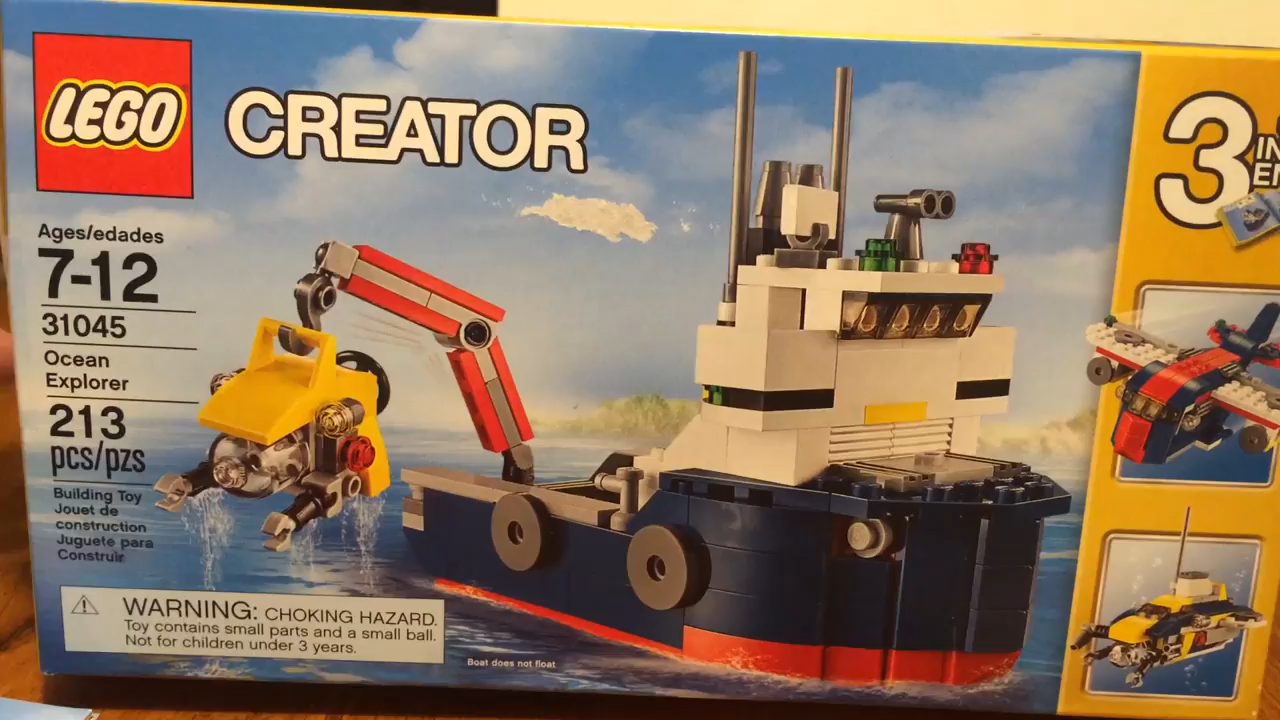 LEGO
CREATOR
Ages/edades
7-12
31045
Ocean
Explorer
213
pcs/pzs
Building Toy
Jouet de
construction
Juguete para
Construir
WARNING: CHOKING HAZARD.
Toy contains small parts and a small ball.
Not for children under 3 years.
Boat does not float
3
IN